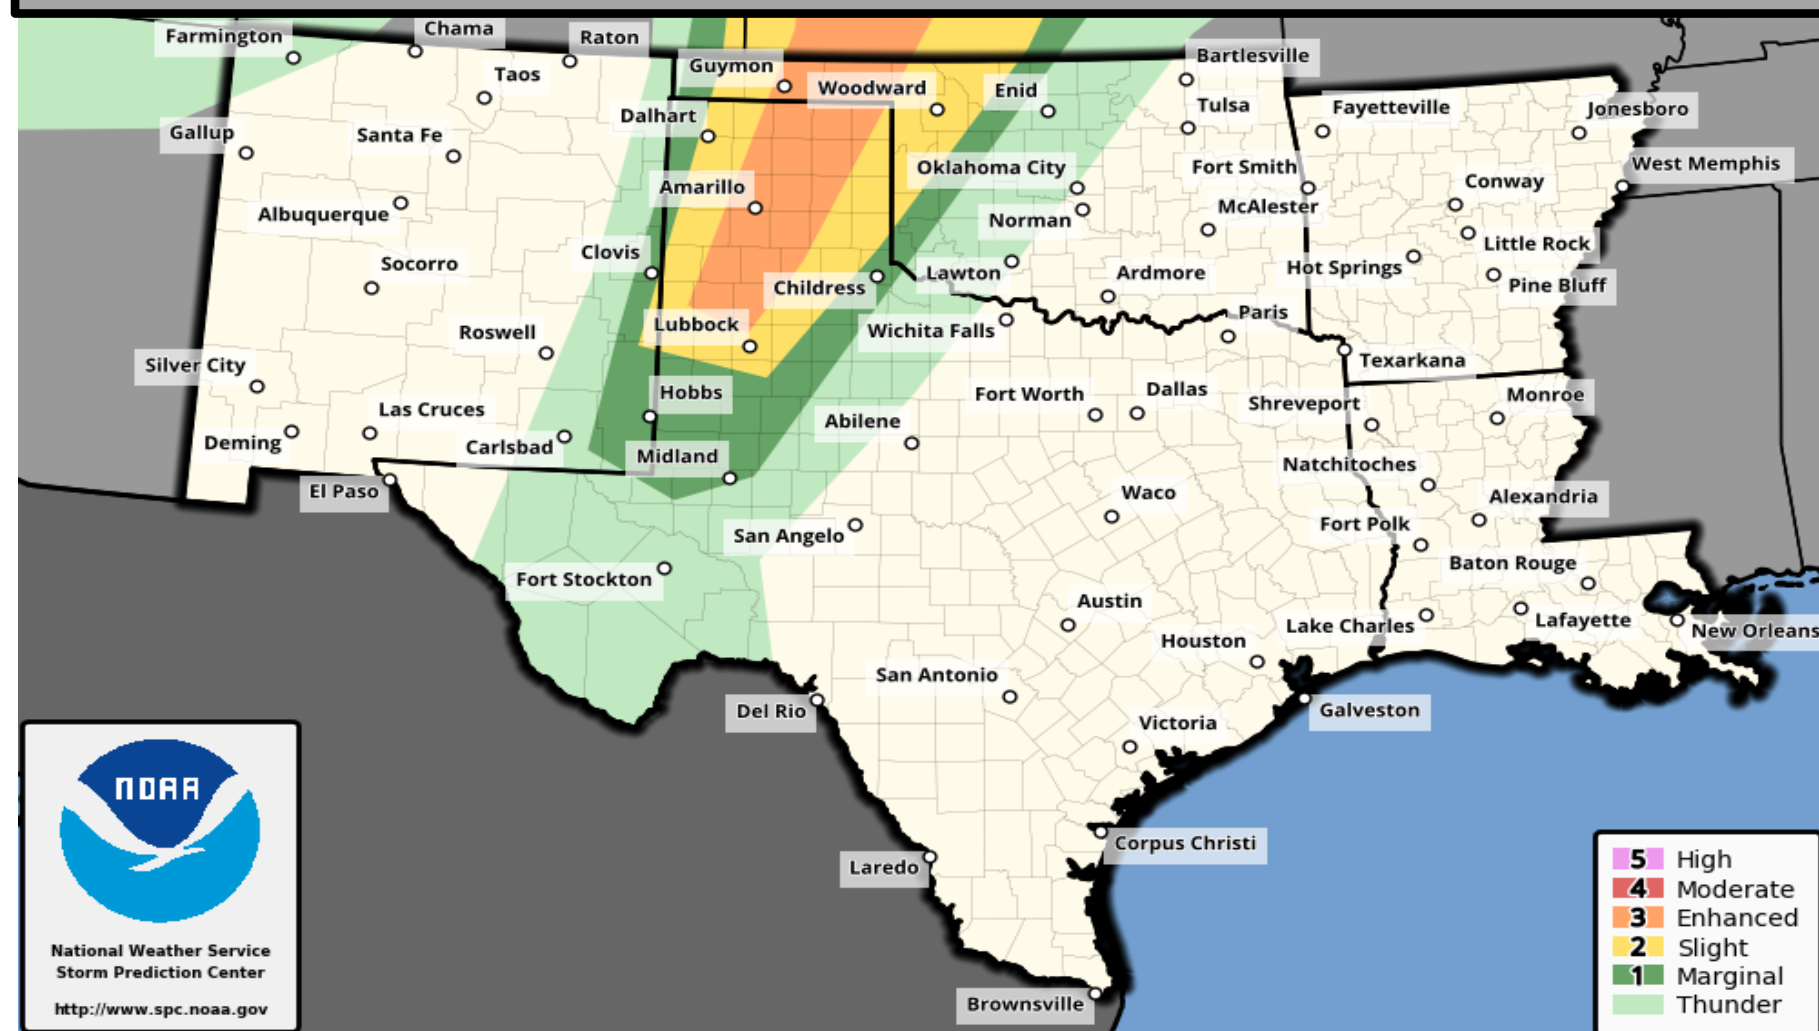 Farmington
Chama
Raton
Taos
Guymon
Woodward
Enid
Bartlesville
Dalhart
Tulsa
Fayetteville
Jonesboro
Gallup
Santa Fe
Oklahoma City
Fort Smith
West Memphis
Amarillo
Conway
Albuquerque
Norman
McAlester
Clovis
Little Rock
Socorro
Childress
Lawton
Ardmore
Hot Springs
Pine Bluff
Roswell
Lubbock
Wichita Falls
Paris
Silver City
Texarkana
Hobbs
Fort Worth
Dallas
Shreveport
Monroe
Las Cruces
Abilene
Deming
Carlsbad
Midland
Natchitoches
El Paso
Waco
Alexandria
San Angelo
Fort Polk
Fort Stockton
Baton Rouge
Austin
Lake Charles
Lafayette
New Orleans
Houston
San Antonio
Del Rio
Victoria
Galveston
Corpus Christi
Laredo
Brownsville
NOAA
National Weather Service
Storm Prediction Center
http://www.spc.noaa.gov
5 High
4 Moderate
3 Enhanced
2 Slight
1 Marginal
Thunder